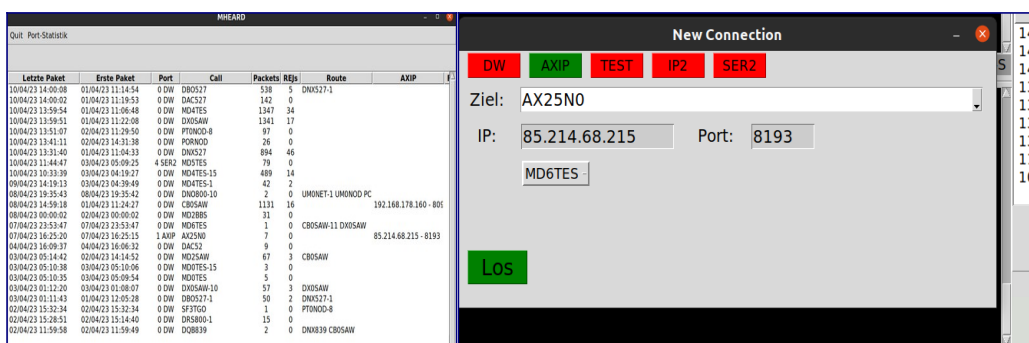 MHEARD
Quit Port-Statistik
Letzte Paket Erste Paket Port Call Packets REJs Route AXIP
10/04/23 14:00:08 01/04/23 11:14:54 0 DW DBO527 538 5 DNX527-1
10/04/23 14:00:02 01/04/23 11:19:53 0 DW DAC527 142 0
10/04/23 13:59:54 01/04/23 11:06:48 0 DW MD4TES 1347 34
10/04/23 13:59:51 01/04/23 11:22:08 0 DW DX0SAW 1341 17
10/04/23 13:51:07 02/04/23 11:29:50 0 DW PT0NOD-8 97 0
10/04/23 13:41:11 02/04/23 14:31:38 0 DW PORNOD 26 0
10/04/23 13:31:40 01/04/23 11:04:33 0 DW DNX527 894 46
10/04/23 11:44:47 03/04/23 05:09:25 4 SER2 MD5TES 79 0
10/04/23 10:33:39 03/04/23 04:19:27 0 DW MD4TES-15 489 14
09/04/23 14:19:13 03/04/23 04:39:49 0 DW MD4TES-1 42 2
08/04/23 19:35:43 08/04/23 19:35:42 0 DW DNO800-10 2 0 UM0NET-1 UM0NOD PC
08/04/23 14:59:18 01/04/23 11:24:27 0 DW CB0SAW 1131 16 192.168.178.160 - 809
08/04/23 00:00:02 02/04/23 00:00:02 0 DW MD2BBS 31 0
07/04/23 23:53:47 07/04/23 23:53:47 0 DW MD6TES 1 0 CB0SAW-11 DX0SAW
07/04/23 16:25:20 07/04/23 16:25:15 1 AXIP AX25N0 7 0 85.214.68.215 - 8193
04/04/23 16:09:37 04/04/23 16:06:32 0 DW DAC52 9 0
03/04/23 05:14:42 02/04/23 14:14:52 0 DW MD2SAW 67 3 CB0SAW
03/04/23 05:10:38 03/04/23 05:10:06 0 DW MD0TES-15 3 0
03/04/23 05:10:35 03/04/23 05:09:54 0 DW MD0TES 5 0
03/04/23 01:12:20 03/04/23 01:08:07 0 DW DX0SAW-10 57 3 DX0SAW
03/04/23 01:11:43 01/04/23 12:05:28 0 DW DBO527-1 50 2 DNX527-1
02/04/23 15:32:34 02/04/23 15:32:34 0 DW SF3TGO 1 0 PT0NOD-8
02/04/23 15:28:51 02/04/23 15:14:40 0 DW DRS800-1 15 0
02/04/23 11:59:58 02/04/23 11:59:49 0 DW DQB839 2 0 DNX839 CB0SAW
New Connection
DW AXIP TEST IP2 SER2
Ziel: AX25N0
IP: 85.214.68.215 Port: 8193
MD6TES
Los